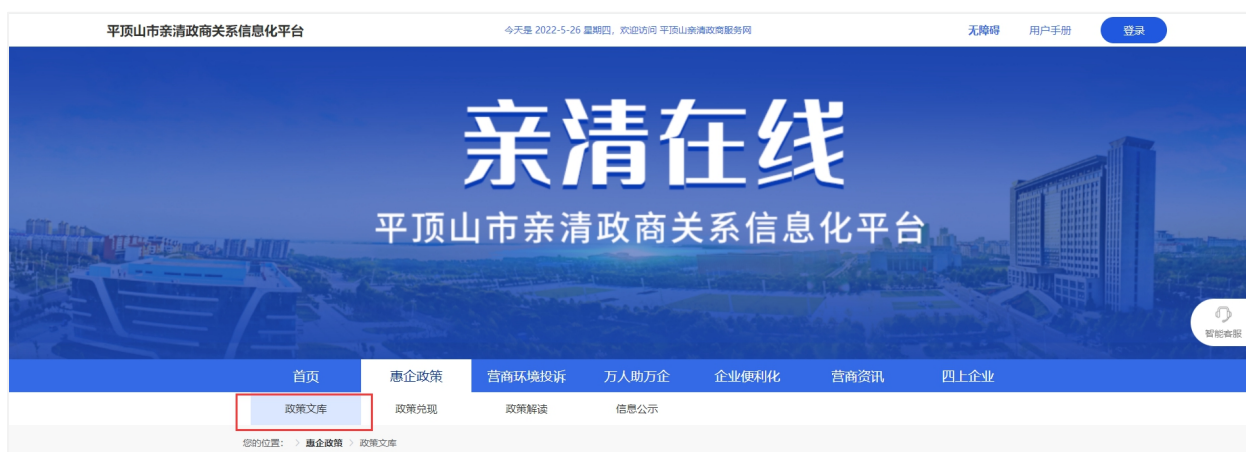 平顶山市亲清政商关系信息化平台 今天是 2022-5-26 星期四，欢迎访问 平顶山亲清政商服务网 无障碍 用户手册 登录
亲清在线
平顶山市亲清政商关系信息化平台
智能客服
首页 惠企政策 营商环境投诉 万人助万企 企业便利化 营商资讯 四上企业
政策文库 政策兑现 政策解读 信息公示
您的位置： > 惠企政策 > 政策文库